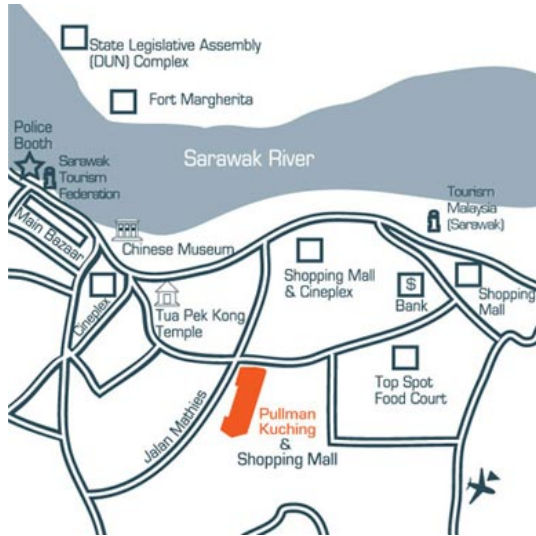 State Legislative Assembly
(DUN) Complex
Fort Margherita
Police
Booth
Sarawak River
Sarawak
Tourism
Federation
Tourism
Malaysia
(Sarawak)
Main Bazaar
Chinese Museum
Shopping Mall
& Cineplex
$
Bank
Shopping
Mall
Cineplex
Tua Pek Kong
Temple
Top Spot
Food Court
Jalan Mathies
Pullman
Kuching
&
Shopping Mall